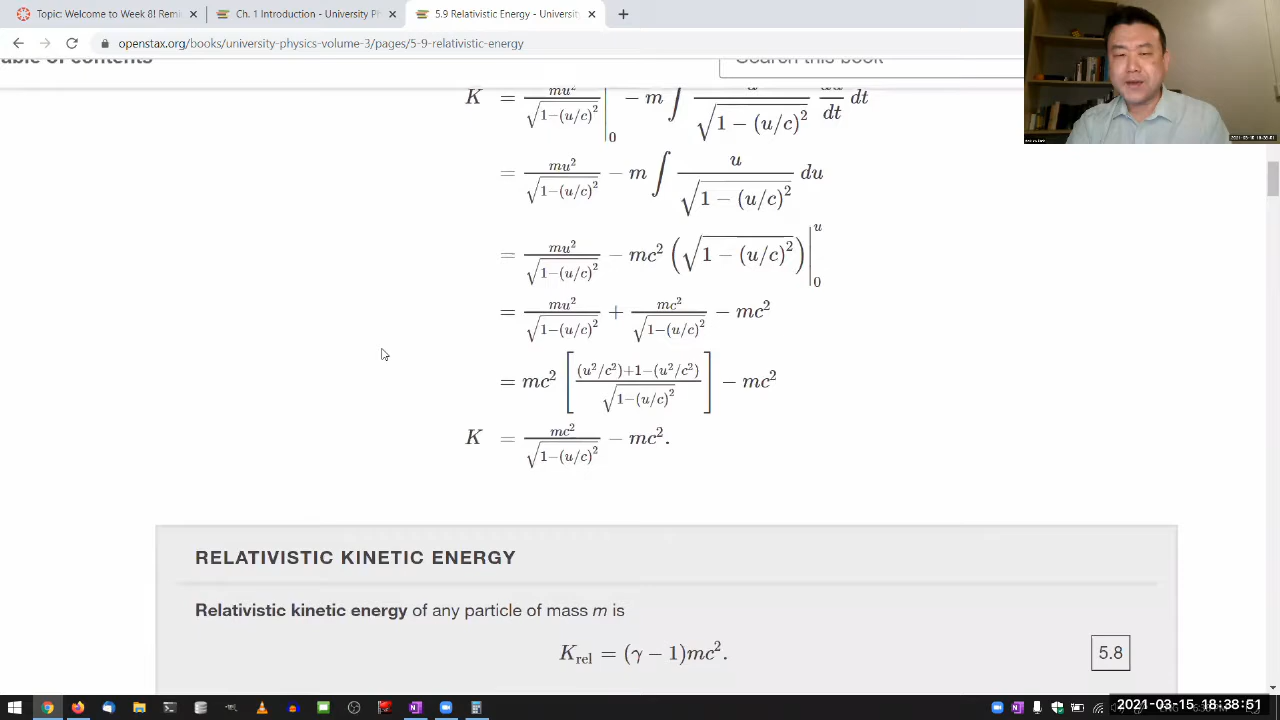 Topic: Welcome to Week 8! Remi
Ch. 1 Introduction - University Ph
5.9 Relativistic Energy - Universit
openstax.org/books/university-physics-volume-3/pages/5-9-relativistic-energy
Table of contents
Search this book
K = mu²/√(1−(u/c)²) |₀ − m ∫ u/√(1 − (u/c)²) du/dt dt
= mu²/√(1−(u/c)²) − m ∫ u/√(1 − (u/c)²) du
= mu²/√(1−(u/c)²) − mc² (√(1 − (u/c)²)) |₀ᵘ
= mu²/√(1−(u/c)²) + mc²/√(1−(u/c)²) − mc²
= mc² [((u²/c²)+1−(u²/c²))/√(1−(u/c)²)] − mc²
K = mc²/√(1−(u/c)²) − mc².
RELATIVISTIC KINETIC ENERGY
Relativistic kinetic energy of any particle of mass m is
K_rel = (γ − 1)mc².
5.8
2021-03-15 18:38:51